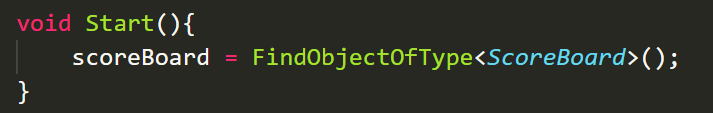 void Start(){
scoreBoard = FindObjectOfType<ScoreBoard>();
}